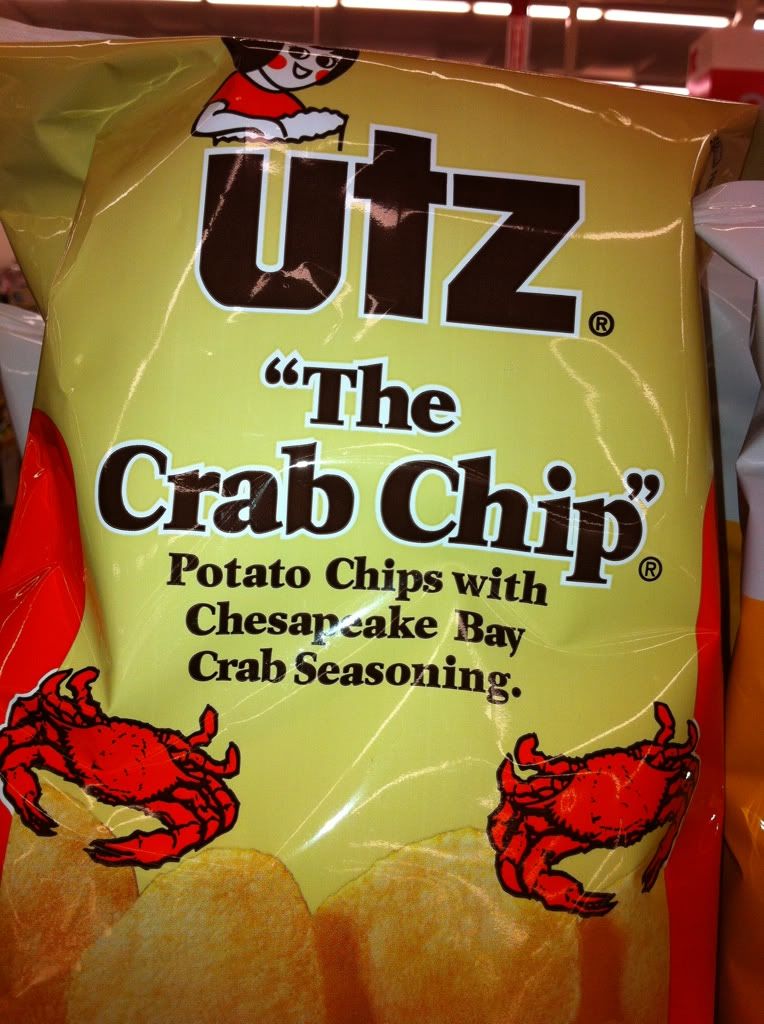 utz®
“The
Crab Chip”®
Potato Chips with
Chesapeake Bay
Crab Seasoning.